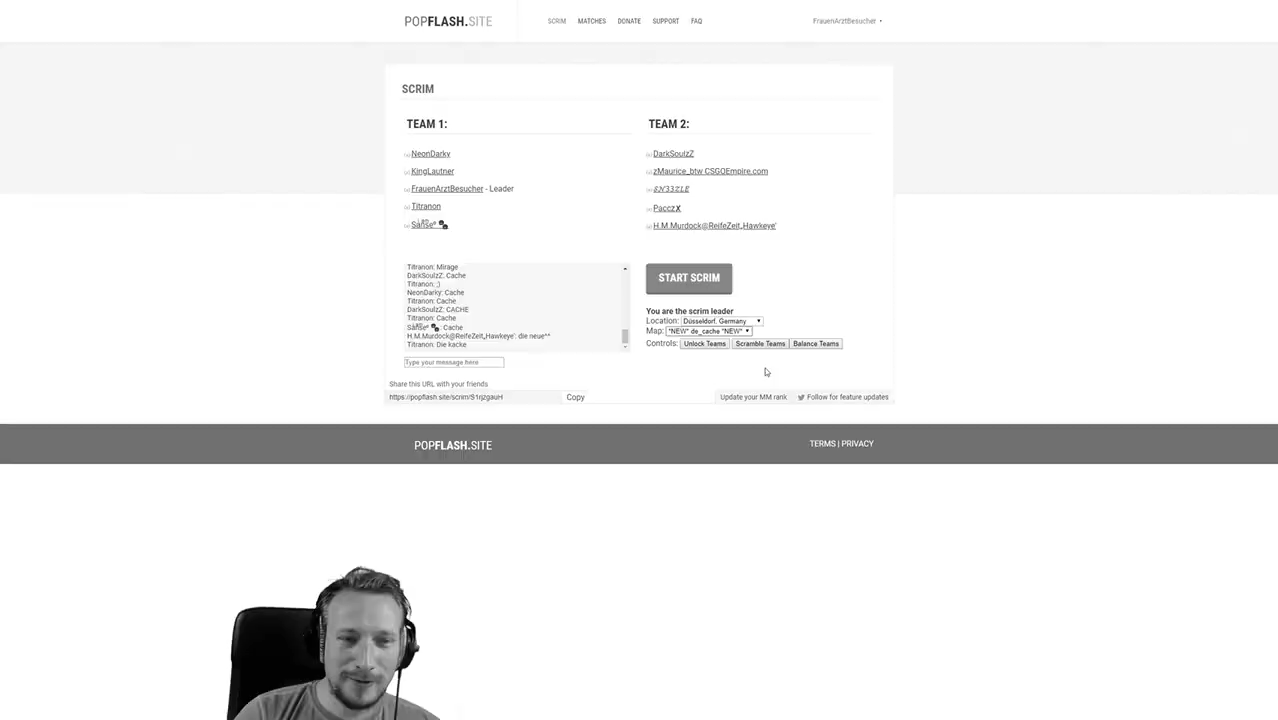 POPFLASH.SITE
SCRIM MATCHES DONATE SUPPORT FAQ
FrauenArztBesucher
SCRIM
TEAM 1:
NeonDarky
KingLautner
FrauenArztBesucher - Leader
Titranon
TEAM 2:
DarkSoulzZ
zMaurice_btw CSGOEmpire.com
PacczX
H.M.Murdock@ReifeZeit„Hawkeye'
Titranon: Mirage
DarkSoulzZ: Cache
Titranon: ;)
NeonDarky: Cache
Titranon: Cache
DarkSoulzZ: CACHE
Titranon: Cache
: Cache
H.M.Murdock@ReifeZeit„Hawkeye': die neue^^
Titranon: Die kacke
Type your message here
START SCRIM
You are the scrim leader
Location: Düsseldorf, Germany
Map: *NEW* de_cache *NEW*
Controls: Unlock Teams Scramble Teams Balance Teams
Share this URL with your friends
Copy
Update your MM rank Follow for feature updates
POPFLASH.SITE
TERMS | PRIVACY